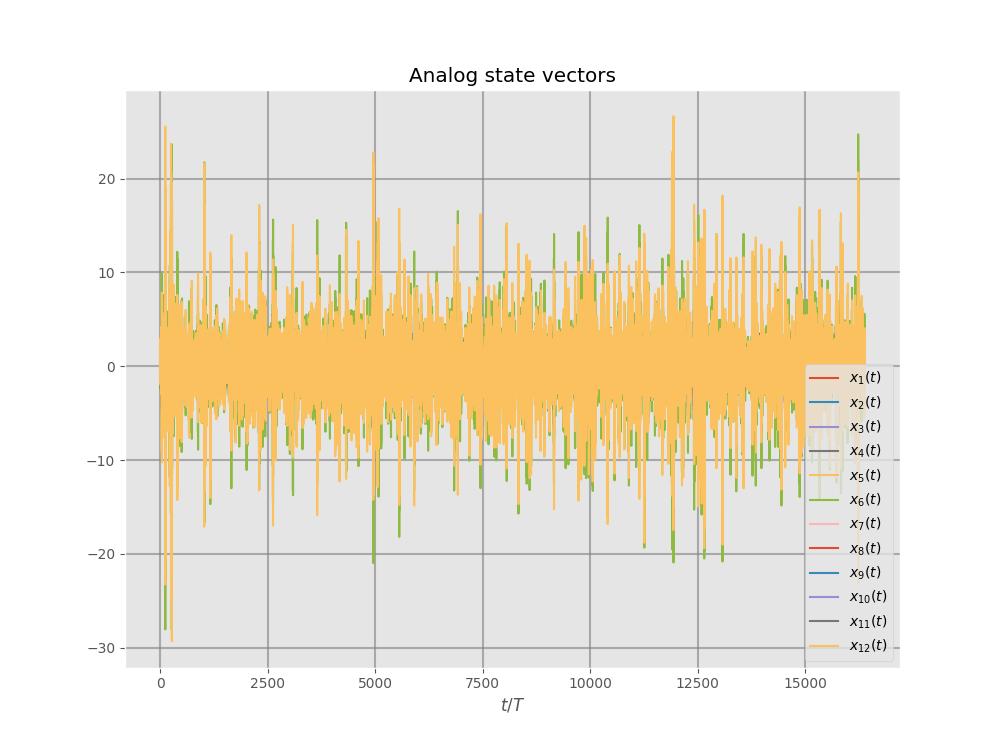 Analog state vectors
20
10
0
−10
−20
−30
x₁(t)
x₂(t)
x₃(t)
x₄(t)
x₅(t)
x₆(t)
x₇(t)
x₈(t)
x₉(t)
x₁₀(t)
x₁₁(t)
x₁₂(t)
0 2500 5000 7500 10000 12500 15000
t/T